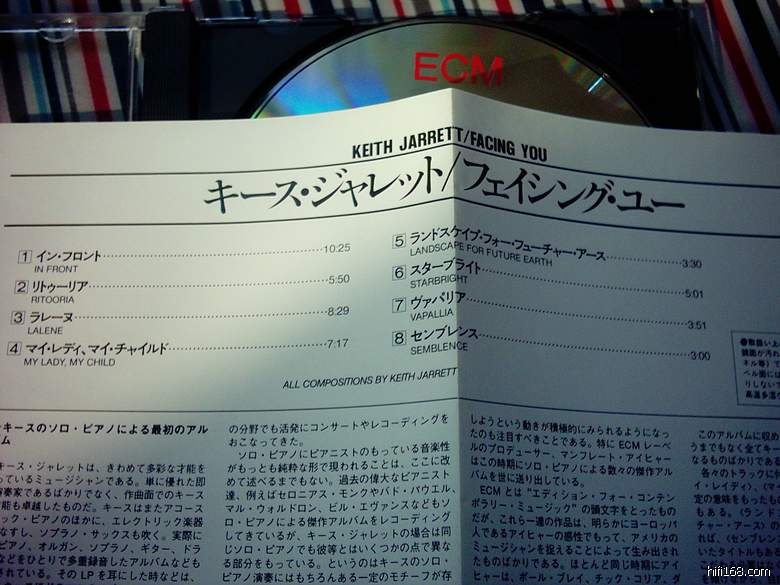 ECM
KEITH JARRETT/FACING YOU
キース・ジャレット/フェイシング・ユー
1 イン・フロント 10:25
IN FRONT
2 リトゥーリア 5:50
RITOORIA
3 ラレーヌ 8:29
LALENE
4 マイ・レディ、マイ・チャイルド 7:17
MY LADY, MY CHILD
5 ランドスケイプ・フォー・フューチャー・アース 3:30
LANDSCAPE FOR FUTURE EARTH
6 スターブライト 5:01
STARBRIGHT
7 ヴァパリア 3:51
VAPALLIA
8 センブレンス 3:00
SEMBLENCE
ALL COMPOSITIONS BY KEITH JARRETT
キースのソロ・ピアノによる最初のアル
ム
キース・ジャレットは、きわめて多彩な才能を
っているミュージシャンである。単に優れた即
演奏家であるばかりでなく、作曲面でのキース
能も卓越したものだ。キースはまたアコース
ック・ピアノのほかに、エレクトリック楽器
なすし、ソプラノ・サックスも吹く。実際に
ピアノ、オルガン、ソプラノ、ギター、ドラ
などをひとりで多重録音したアルバムなども
されている。そのLPを耳にした時などは、
の分野でも活発にコンサートやレコーディングを
おこなってきた。
ソロ・ピアノにピアニストのもっている音楽性
がもっとも純粋な形で現われることは、ここに改
めて述べるまでもない。過去の偉大なピアニスト
達、例えばセロニアス・モンクやバド・パウエル、
マル・ウォルドロン、ビル・エヴァンスなどもソ
ロ・ピアノによる傑作アルバムをレコーディング
してきているが、キース・ジャレットの場合は同
じソロ・ピアノでも彼等とはいくつかの点で異な
る部分をもっている。というのはキースのソロ・
ピアノ演奏にはもちろんある一定のモチーフが存
しようという動きが積極的にみられるようになっ
たのも注目すべきことである。特にECMレーベ
ルのプロデューサー、マンフレート・アイヒャー
はこの時期にソロ・ピアノによる数々の傑作アル
バムを世に送り出している。
ECMとは“エディション・フォー・コンテン
ポラリー・ミュージック”の頭文字をとったもの
だが、これら一連の作品は、明らかにヨーロッパ
人であるアイヒャーの感性でもって、アメリカの
ミュージシャンを捉えることによって生み出され
たものばかりである。ほとんど同じ時期にアイ
ヒャーは、ポール・ブレイ、チック・コリ
このアルバムに収め
うまでもなく全てキー
なるものばかりである。
各々のトラックに何
イ・レイディ〉、〈マイ
定の意味をもったも
ある。〈ランド
チャー・アース〉の
れば、〈センブレン
いたタイトルもある
hifi168.com